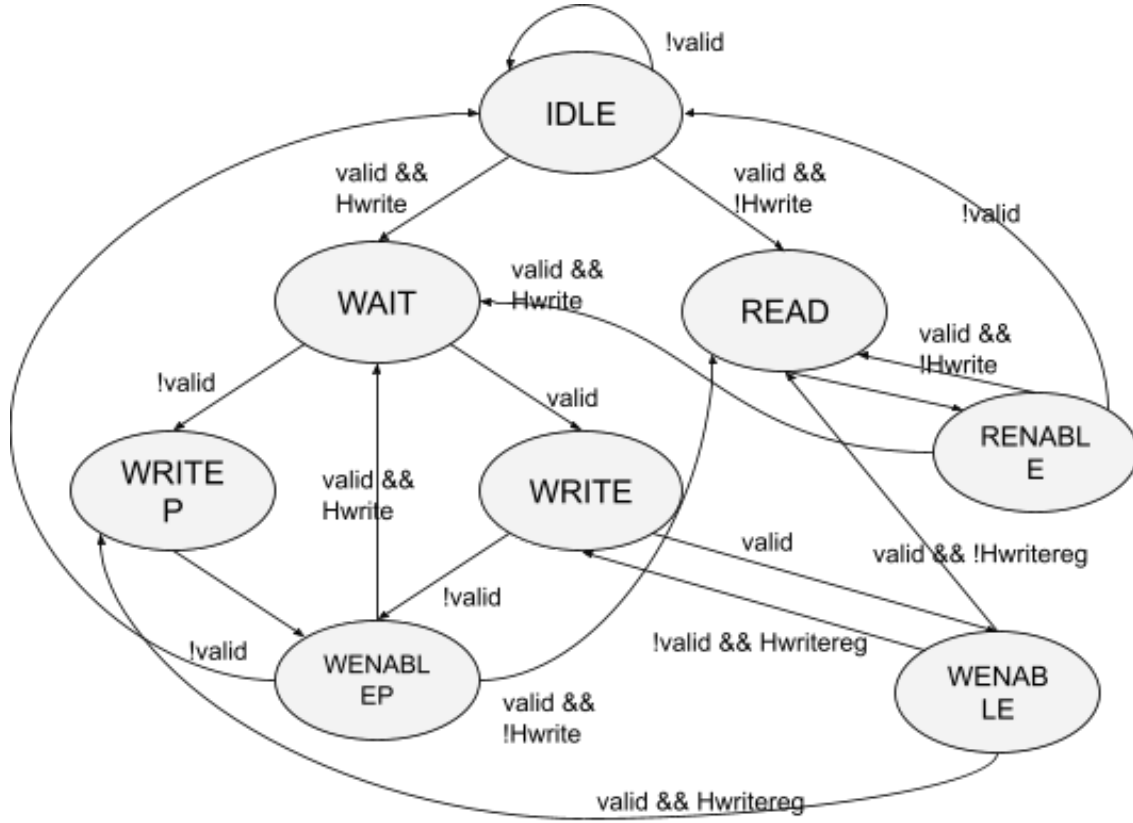 !valid
IDLE
valid &&
Hwrite
valid &&
!Hwrite
!valid
valid &&
Hwrite
WAIT
READ
valid &&
!Hwrite
!valid
valid
RENABL
E
WRITE
P
valid &&
Hwrite
WRITE
valid
valid && !Hwritereg
!valid
!valid
!valid && Hwritereg
WENABL
EP
WENAB
LE
valid &&
!Hwrite
valid && Hwritereg